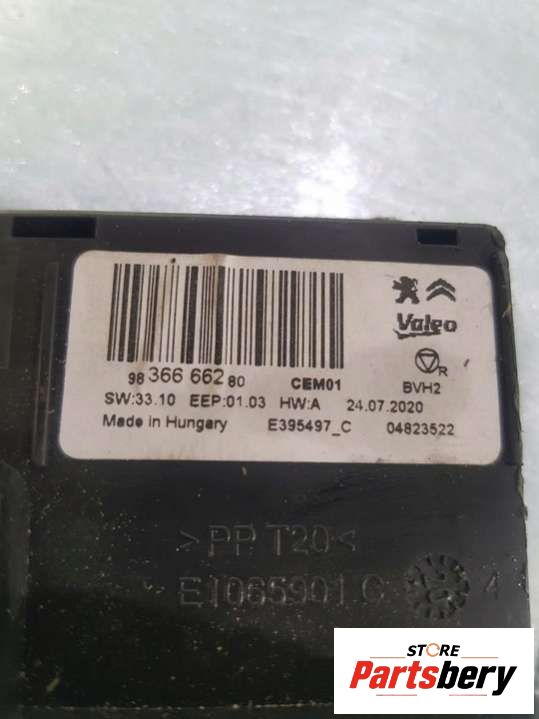 Valeo
98 366 662 80 CEM01
R
BVH2
SW:33.10 EEP:01.03 HW:A 24.07.2020
Made in Hungary E395497_C 04823522
>PP T20<
E1065901 C
4
STORE
Partsbery